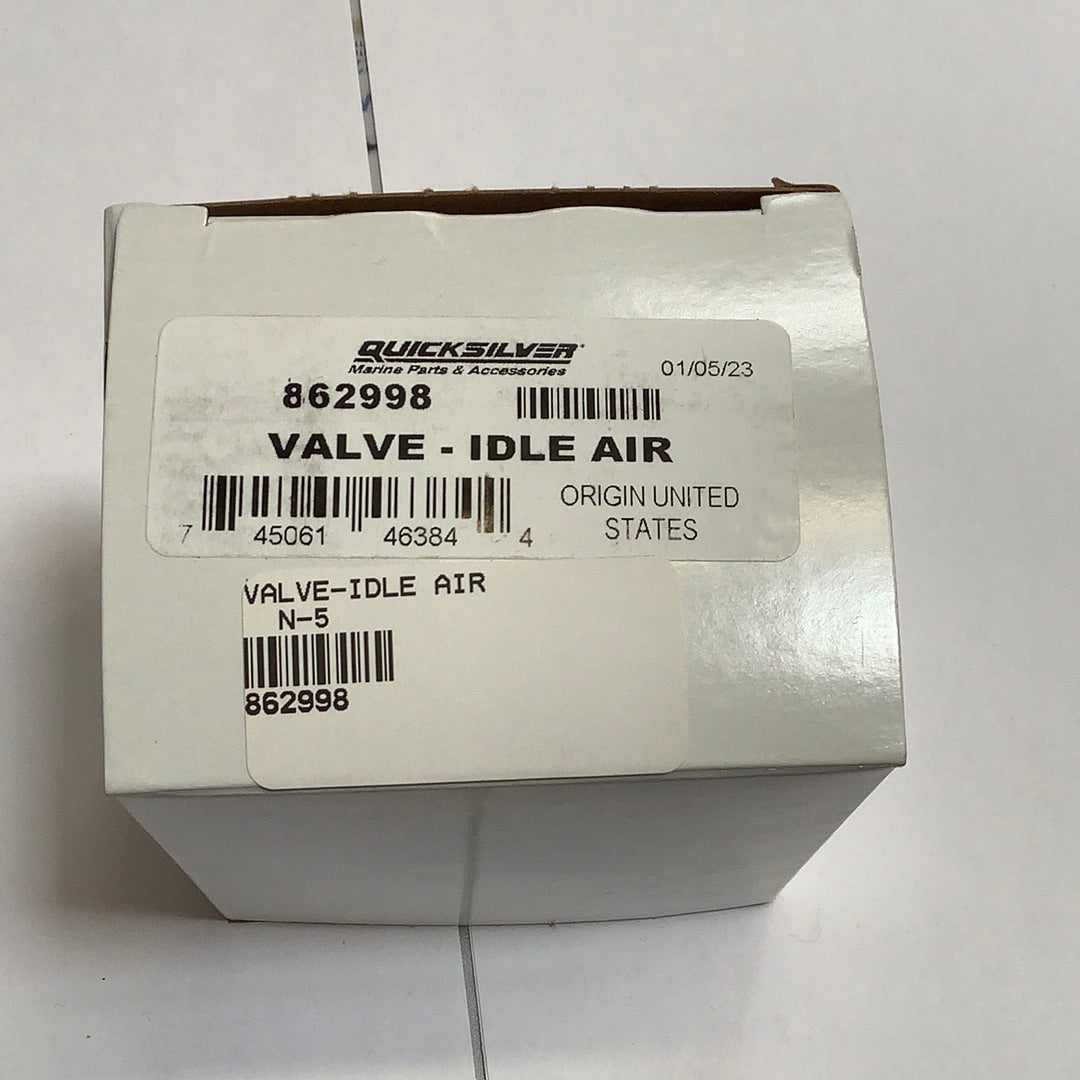 QUICKSILVER
Marine Parts & Accessories
01/05/23
862998
VALVE - IDLE AIR
7 45061 46384 4
ORIGIN UNITED
STATES
VALVE-IDLE AIR
N-5
862998